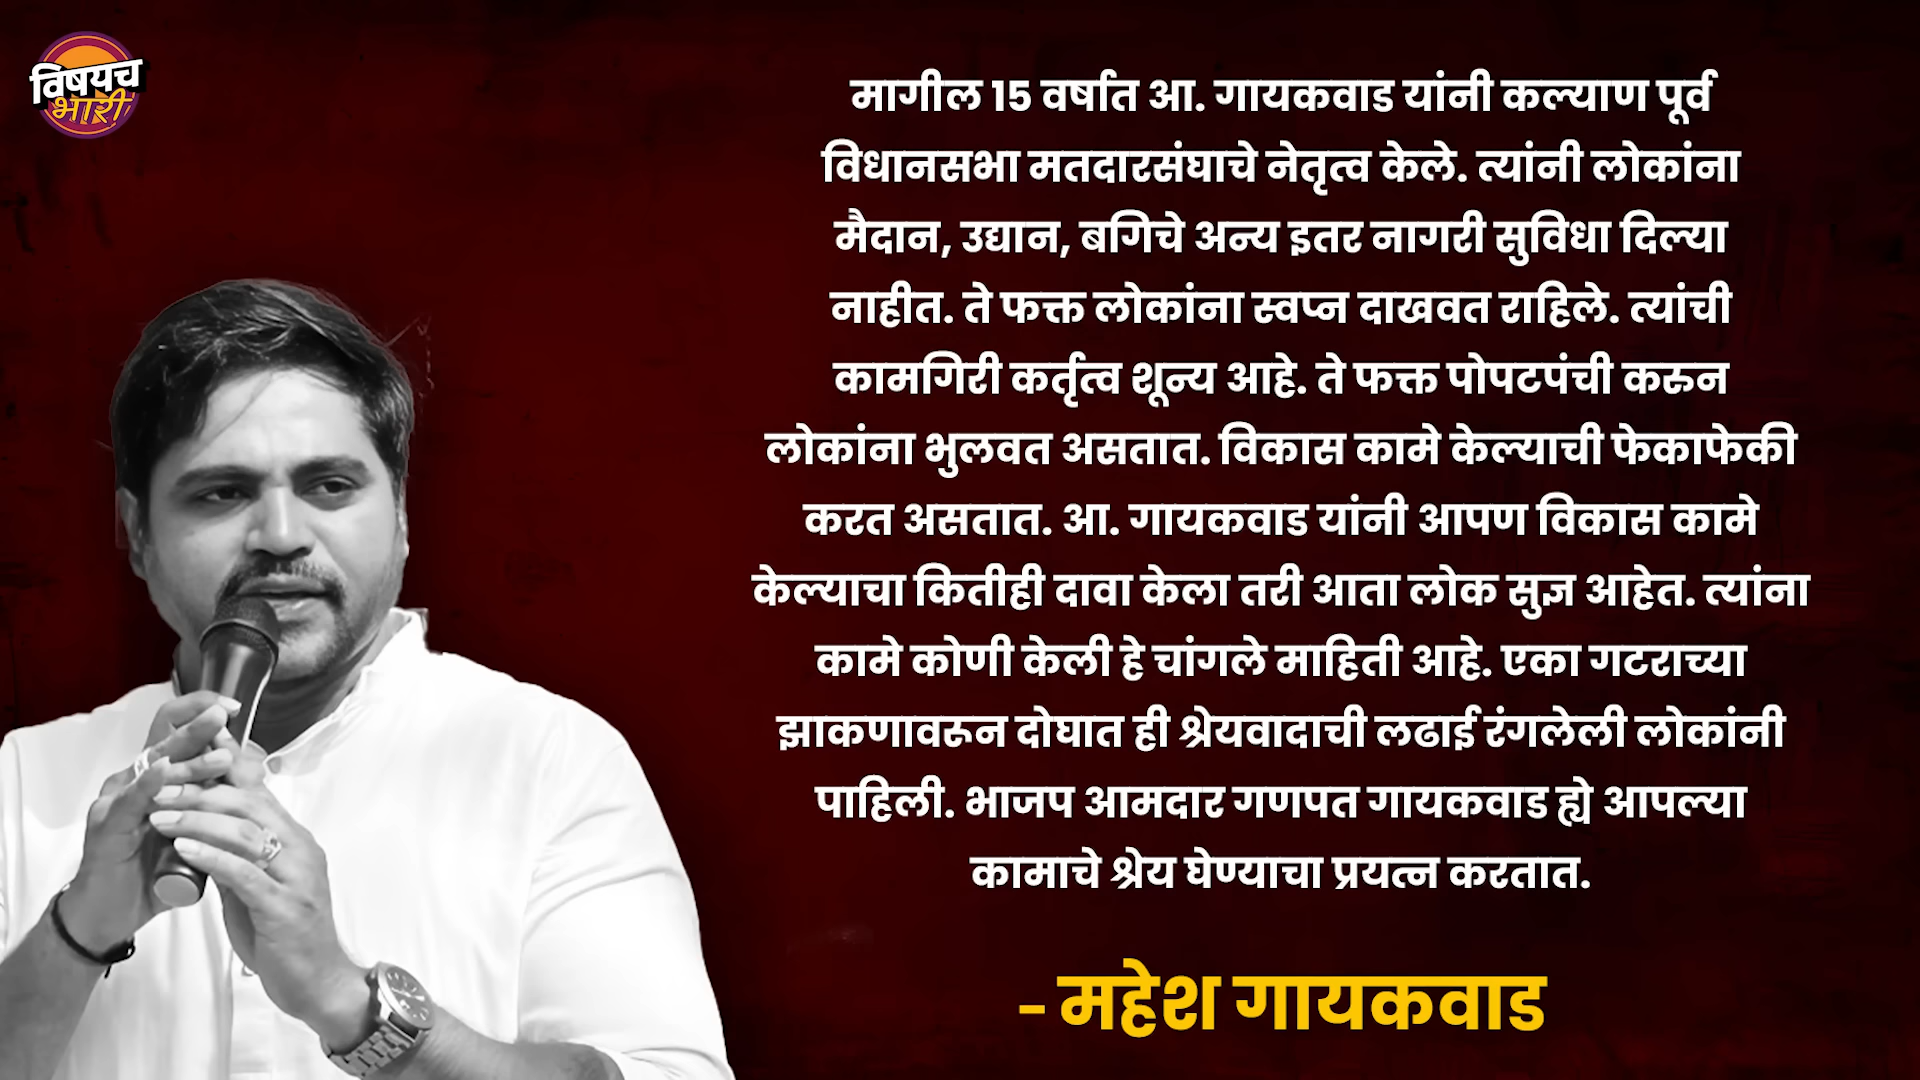 विषयच
भारी
मागील 15 वर्षात आ. गायकवाड यांनी कल्याण पूर्व
विधानसभा मतदारसंघाचे नेतृत्व केले. त्यांनी लोकांना
मैदान, उद्यान, बगिचे अन्य इतर नागरी सुविधा दिल्या
नाहीत. ते फक्त लोकांना स्वप्न दाखवत राहिले. त्यांची
कामगिरी कर्तृत्व शून्य आहे. ते फक्त पोपटपंची करुन
लोकांना भुलवत असतात. विकास कामे केल्याची फेकाफेकी
करत असतात. आ. गायकवाड यांनी आपण विकास कामे
केल्याचा कितीही दावा केला तरी आता लोक सुज्ञ आहेत. त्यांना
कामे कोणी केली हे चांगले माहिती आहे. एका गटराच्या
झाकणावरून दोघात ही श्रेयवादाची लढाई रंगलेली लोकांनी
पाहिली. भाजप आमदार गणपत गायकवाड ह्ये आपल्या
कामाचे श्रेय घेण्याचा प्रयत्न करतात.
- महेश गायकवाड